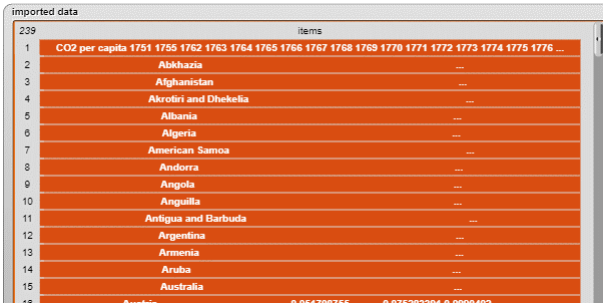 imported data
239 items
1 CO2 per capita 1751 1755 1762 1763 1764 1765 1766 1767 1768 1769 1770 1771 1772 1773 1774 1775 1776 ...
2 Abkhazia ...
3 Afghanistan ...
4 Akrotiri and Dhekelia ...
5 Albania ...
6 Algeria ...
7 American Samoa ...
8 Andorra ...
9 Angola ...
10 Anguilla ...
11 Antigua and Barbuda ...
12 Argentina ...
13 Armenia ...
14 Aruba ...
15 Australia ...
16 Austria